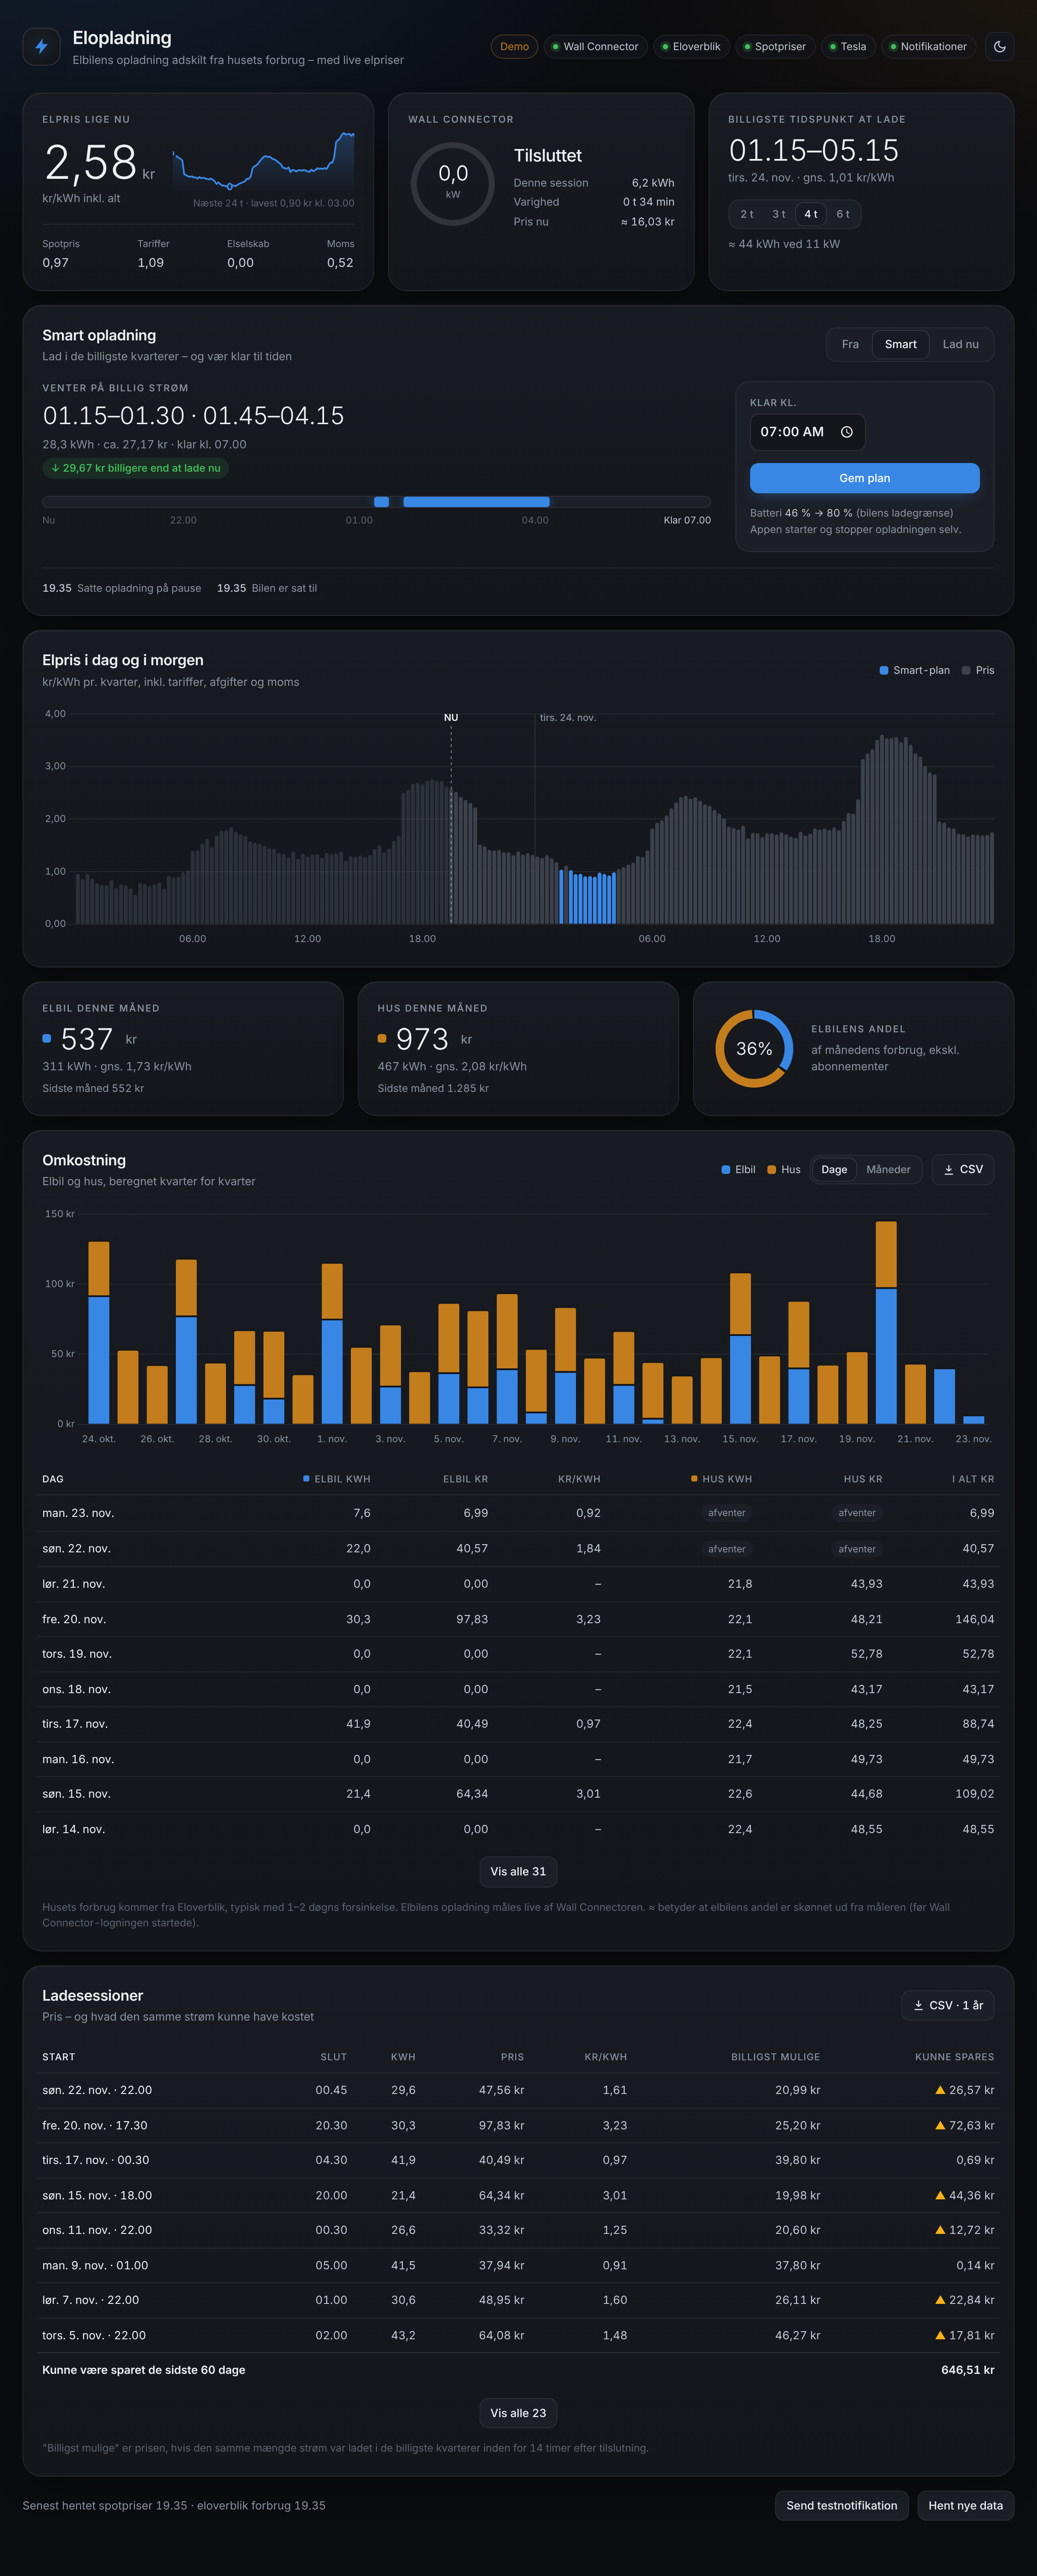 Elopladning
Elbilens opladning adskilt fra husets forbrug – med live elpriser
Demo
Wall Connector
Eloverblik
Spotpriser
Tesla
Notifikationer
ELPRIS LIGE NU
2,58 kr
kr/kWh inkl. alt
Næste 24 t · lavest 0,90 kr kl. 03.00
Spotpris Tariffer Elselskab Moms
0,97 1,09 0,00 0,52
WALL CONNECTOR
0,0
kW
Tilsluttet
Denne session 6,2 kWh
Varighed 0 t 34 min
Pris nu ≈ 16,03 kr
BILLIGSTE TIDSPUNKT AT LADE
01.15–05.15
tirs. 24. nov. · gns. 1,01 kr/kWh
2 t 3 t 4 t 6 t
≈ 44 kWh ved 11 kW
Smart opladning
Lad i de billigste kvarterer – og vær klar til tiden
Fra Smart Lad nu
VENTER PÅ BILLIG STRØM
01.15–01.30 · 01.45–04.15
28,3 kWh · ca. 27,17 kr · klar kl. 07.00
↓ 29,67 kr billigere end at lade nu
Nu 22.00 01.00 04.00 Klar 07.00
KLAR KL.
07:00 AM
Gem plan
Batteri 46 % → 80 % (bilens ladegrænse)
Appen starter og stopper opladningen selv.
19.35 Satte opladning på pause 19.35 Bilen er sat til
Elpris i dag og i morgen
kr/kWh pr. kvarter, inkl. tariffer, afgifter og moms
Smart-plan Pris
4,00
NU
tirs. 24. nov.
3,00
2,00
1,00
0,00
06.00 12.00 18.00 06.00 12.00 18.00
ELBIL DENNE MÅNED
537 kr
311 kWh · gns. 1,73 kr/kWh
Sidste måned 552 kr
HUS DENNE MÅNED
973 kr
467 kWh · gns. 2,08 kr/kWh
Sidste måned 1.285 kr
36%
ELBILENS ANDEL
af månedens forbrug, ekskl.
abonnementer
Omkostning
Elbil og hus, beregnet kvarter for kvarter
Elbil Hus
Dage Måneder
CSV
150 kr
100 kr
50 kr
0 kr
24. okt. 26. okt. 28. okt. 30. okt. 1. nov. 3. nov. 5. nov. 7. nov. 9. nov. 11. nov. 13. nov. 15. nov. 17. nov. 19. nov. 21. nov. 23. nov.
DAG ELBIL KWH ELBIL KR KR/KWH HUS KWH HUS KR I ALT KR
man. 23. nov. 7,6 6,99 0,92 afventer afventer 6,99
søn. 22. nov. 22,0 40,57 1,84 afventer afventer 40,57
lør. 21. nov. 0,0 0,00 – 21,8 43,93 43,93
fre. 20. nov. 30,3 97,83 3,23 22,1 48,21 146,04
tors. 19. nov. 0,0 0,00 – 22,1 52,78 52,78
ons. 18. nov. 0,0 0,00 – 21,5 43,17 43,17
tirs. 17. nov. 41,9 40,49 0,97 22,4 48,25 88,74
man. 16. nov. 0,0 0,00 – 21,7 49,73 49,73
søn. 15. nov. 21,4 64,34 3,01 22,6 44,68 109,02
lør. 14. nov. 0,0 0,00 – 22,4 48,55 48,55
Vis alle 31
Husets forbrug kommer fra Eloverblik, typisk med 1–2 døgns forsinkelse. Elbilens opladning måles live af Wall Connectoren. ≈ betyder at elbilens andel er skønnet ud fra måleren (før Wall
Connector-logningen startede).
Ladesessioner
Pris – og hvad den samme strøm kunne have kostet
CSV · 1 år
START SLUT KWH PRIS KR/KWH BILLIGST MULIGE KUNNE SPARES
søn. 22. nov. · 22.00 00.45 29,6 47,56 kr 1,61 20,99 kr ▲ 26,57 kr
fre. 20. nov. · 17.30 20.30 30,3 97,83 kr 3,23 25,20 kr ▲ 72,63 kr
tirs. 17. nov. · 00.30 04.30 41,9 40,49 kr 0,97 39,80 kr 0,69 kr
søn. 15. nov. · 18.00 20.00 21,4 64,34 kr 3,01 19,98 kr ▲ 44,36 kr
ons. 11. nov. · 22.00 00.30 26,6 33,32 kr 1,25 20,60 kr ▲ 12,72 kr
man. 9. nov. · 01.00 05.00 41,5 37,94 kr 0,91 37,80 kr 0,14 kr
lør. 7. nov. · 22.00 01.00 30,6 48,95 kr 1,60 26,11 kr ▲ 22,84 kr
tors. 5. nov. · 22.00 02.00 43,2 64,08 kr 1,48 46,27 kr ▲ 17,81 kr
Kunne være sparet de sidste 60 dage 646,51 kr
Vis alle 23
"Billigst mulige" er prisen, hvis den samme mængde strøm var ladet i de billigste kvarterer inden for 14 timer efter tilslutning.
Senest hentet spotpriser 19.35 · eloverblik forbrug 19.35
Send testnotifikation
Hent nye data